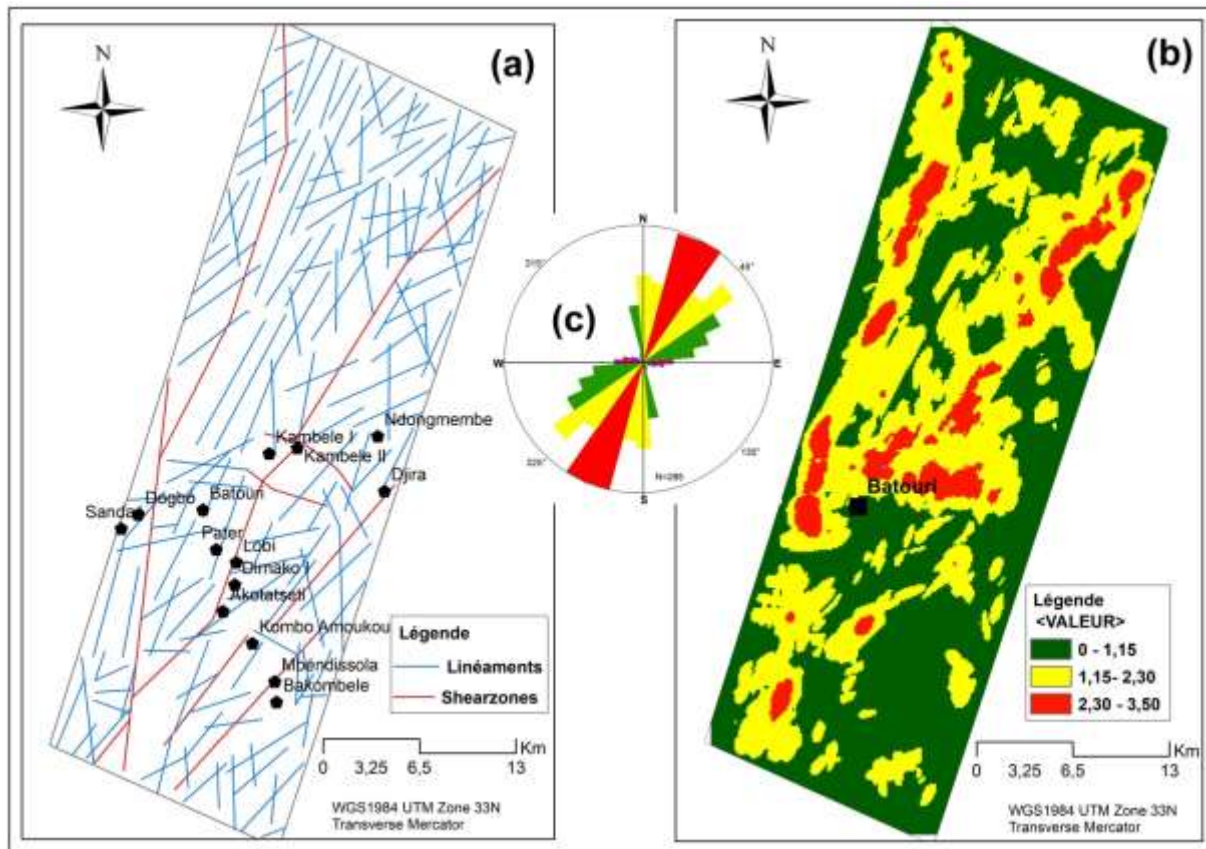 (a)
N
Kambele I
Kambele II
Ndongmembe
Djira
Sanda
Dogbo
Batouri
Pater
Lobi
Dimako I
Akotatseti
Kombo Amoukou
Mbendissola
Bakombele
Légende
Linéaments
Shearzones
Km
0 3,25 6,5 13
WGS1984 UTM Zone 33N
Transverse Mercator
(c)
N
45°
E
S
W
N=285
(b)
N
Batouri
Légende
<VALEUR>
0 - 1,15
1,15- 2,30
2,30 - 3,50
Km
0 3,25 6,5 13
WGS1984 UTM Zone 33N
Transverse Mercator